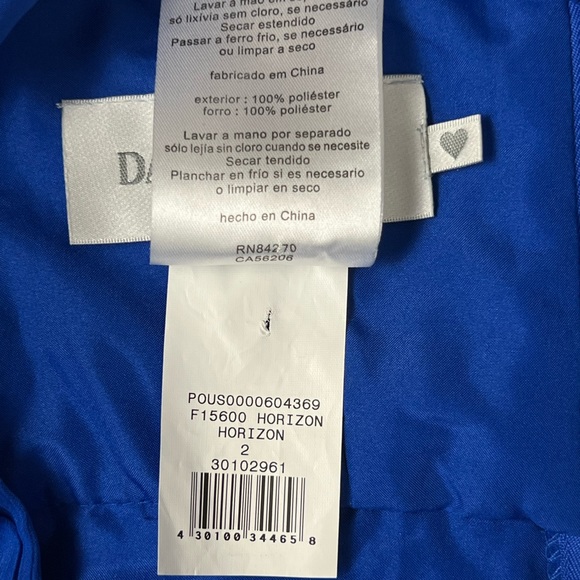 Lavar à mão em
só lixívia sem cloro, se necessário
Secar estendido
Passar a ferro frio, se necessário
ou limpar a seco
fabricado em China
exterior : 100% poliéster
forro : 100% poliéster
Lavar a mano por separado
sólo lejía sin cloro cuando se necesite
Secar tendido
Planchar en frío si es necesario
o limpiar en seco
hecho en China
RN84270
CA56206
POUS0000604369
F15600 HORIZON
HORIZON
2
30102961
4 30100 34465 8